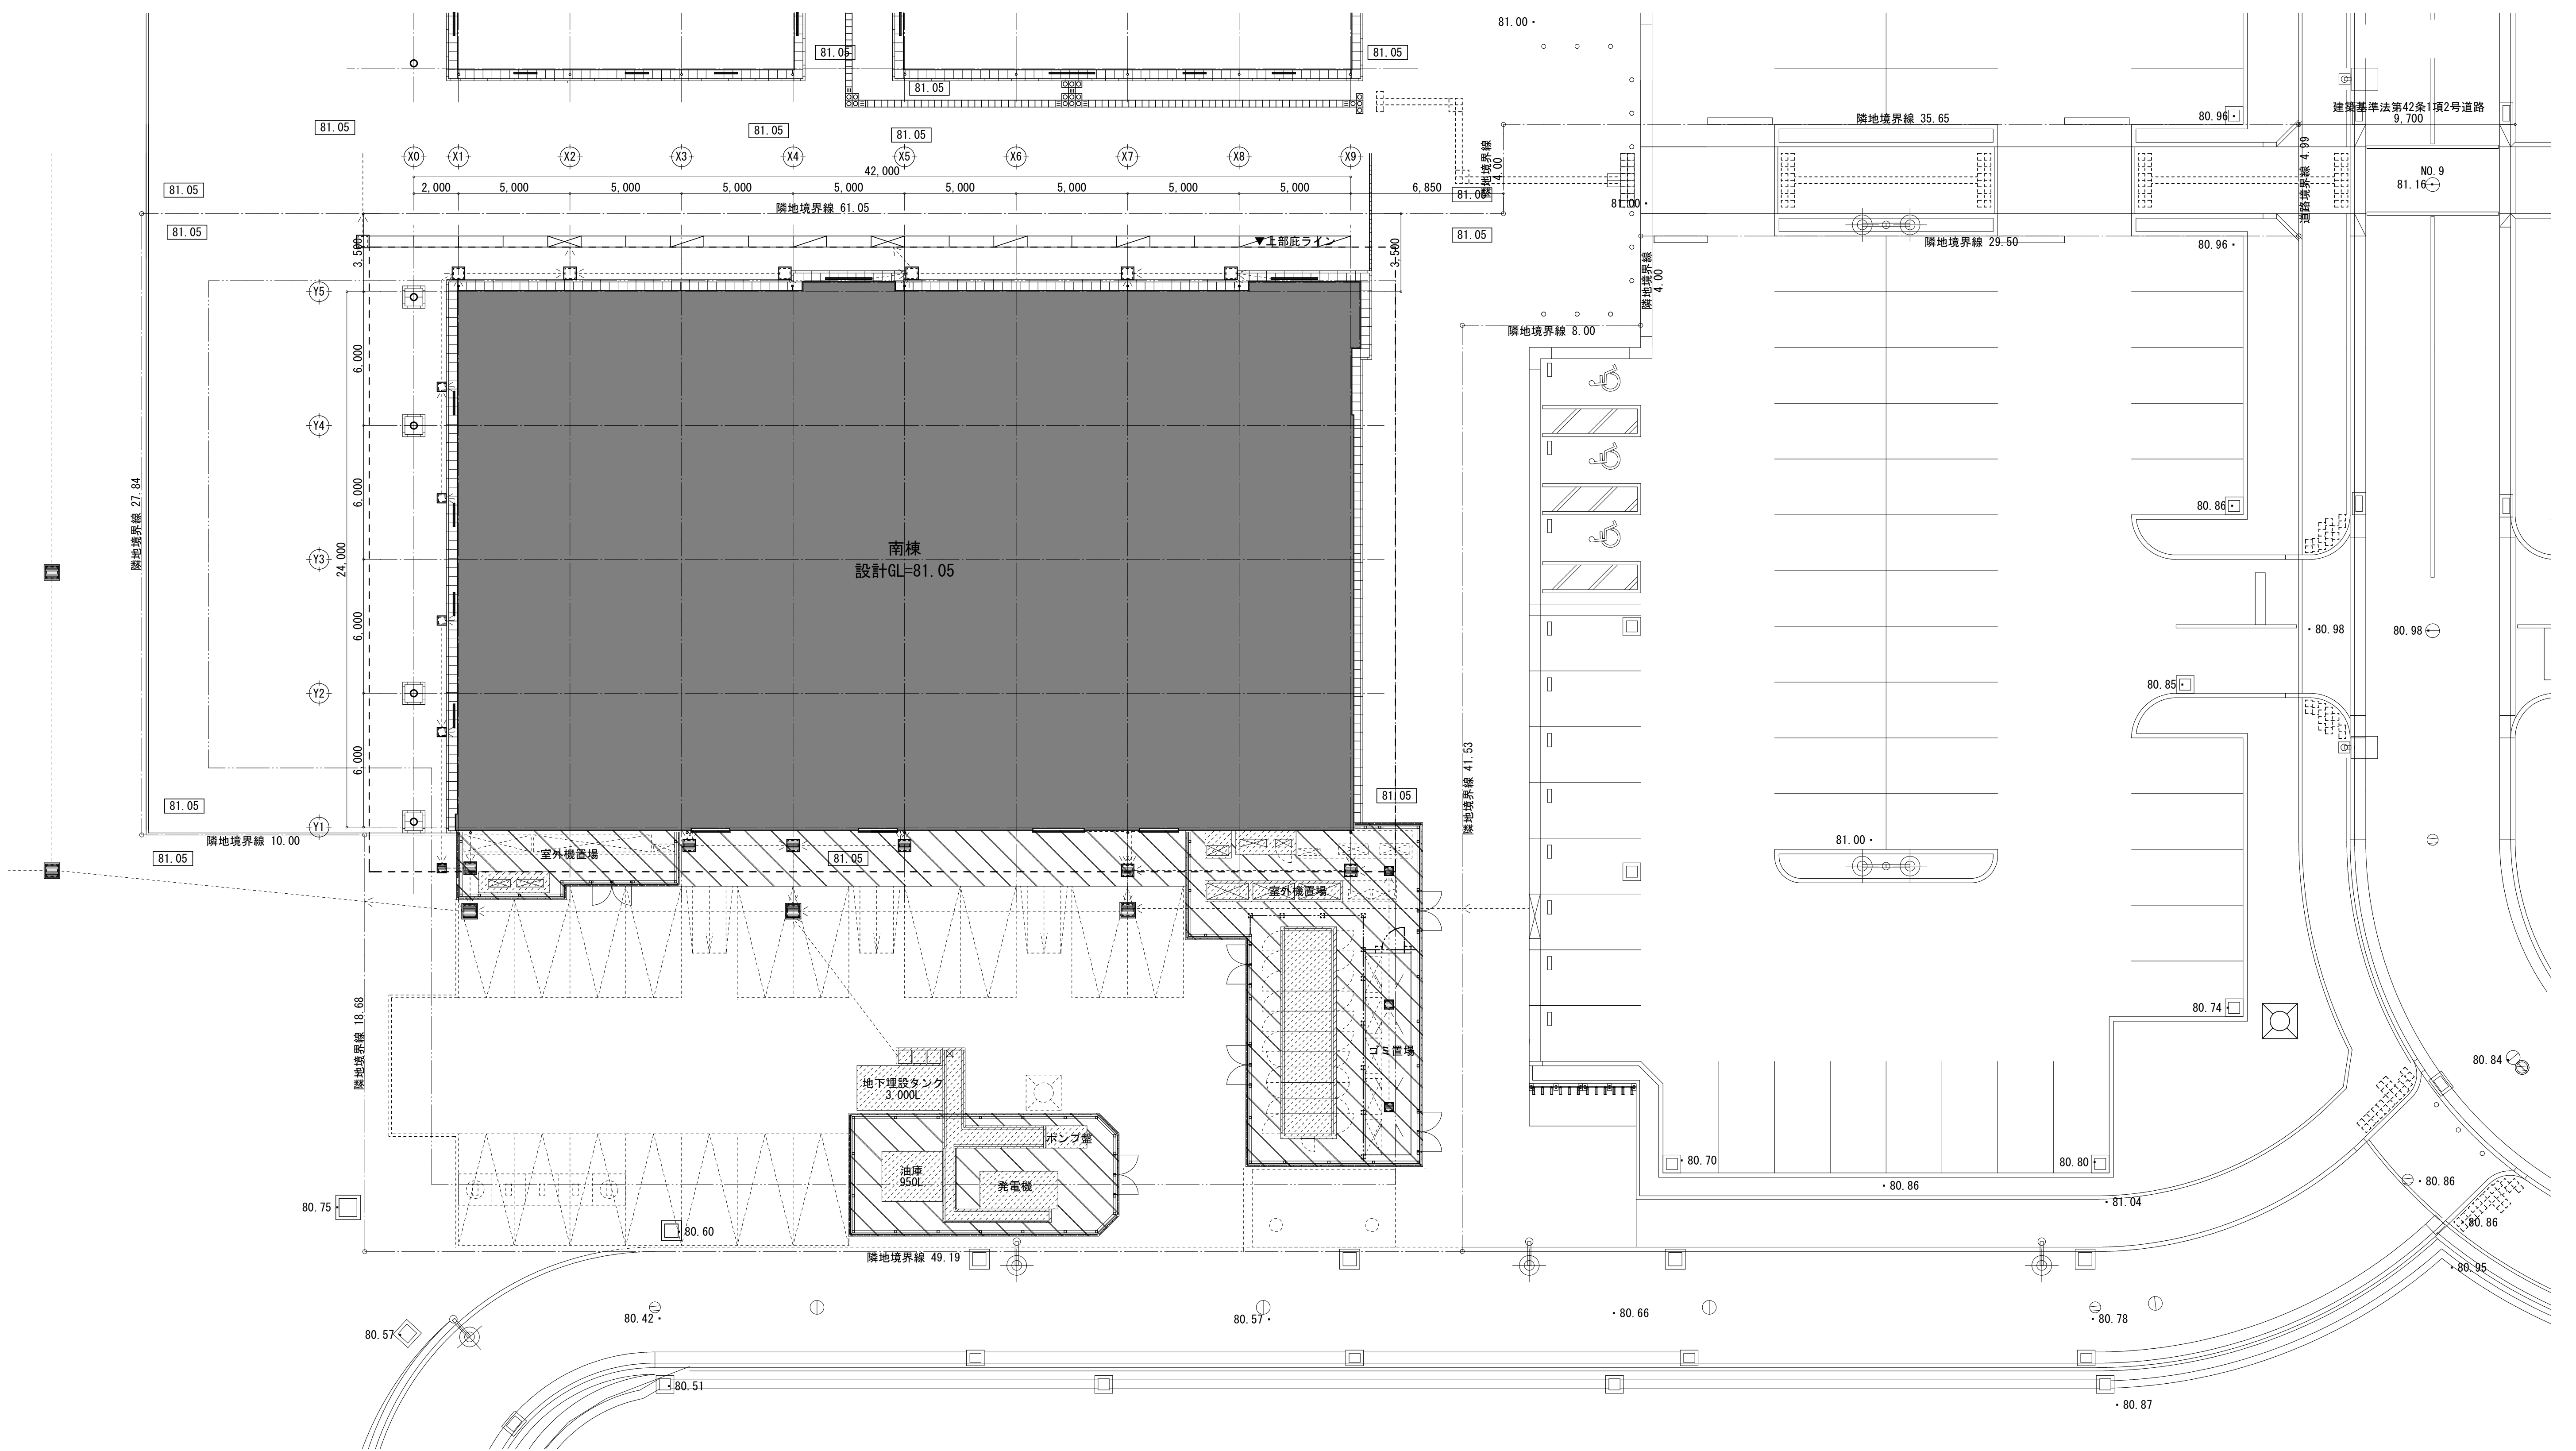 81.00
81.05
81.05
81.05
建築基準法第42条1項2号道路
9,700
隣地境界線 35.65
80.96
81.05
81.05
81.05
隣地境界線
4.00
道路境界線 4.99
X0
X1
X2
X3
X4
X5
X6
X7
X8
X9
42,000
NO.9
81.16
2,000
5,000
5,000
5,000
5,000
5,000
5,000
5,000
5,000
6,850
81.05
81.05
81.00
隣地境界線 61.05
81.05
81.05
3,500
▼上部庇ライン
3,500
隣地境界線 29.50
80.96
隣地境界線
4.00
Y5
隣地境界線 8.00
6,000
Y4
隣地境界線 27.84
6,000
80.86
南棟
設計GL=81.05
Y3
24,000
6,000
80.98
80.98
80.85
Y2
6,000
隣地境界線 41.53
81.05
81.05
Y1
隣地境界線 10.00
81.00
81.05
室外機置場
81.05
室外機置場
隣地境界線 18.68
80.74
ゴミ置場
80.84
地下埋設タンク
3,000L
ポンプ盤
油庫
950L
発電機
80.70
80.80
80.86
80.86
81.04
80.75
80.60
80.86
隣地境界線 49.19
80.95
80.42
80.57
80.66
80.78
80.57
80.51
80.87